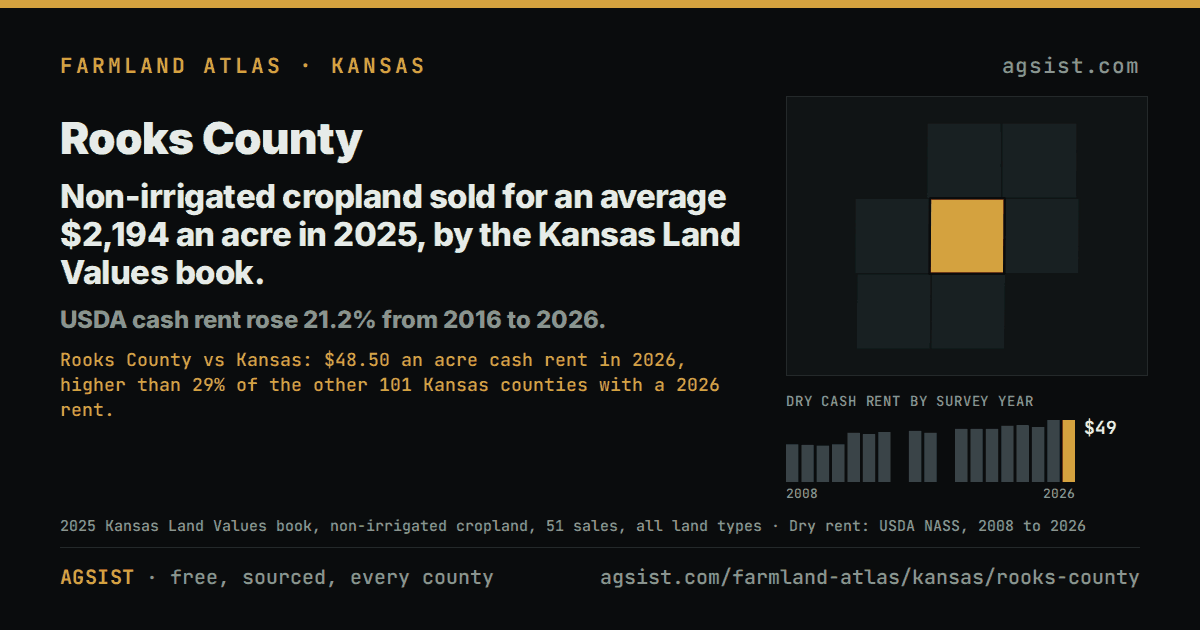 FARMLAND ATLAS · KANSAS
agsist.com
Rooks County
Non-irrigated cropland sold for an average
$2,194 an acre in 2025, by the Kansas Land
Values book.
USDA cash rent rose 21.2% from 2016 to 2026.
Rooks County vs Kansas: $48.50 an acre cash rent in 2026,
higher than 29% of the other 101 Kansas counties with a 2026
rent.
DRY CASH RENT BY SURVEY YEAR
$49
2008
2026
2025 Kansas Land Values book, non-irrigated cropland, 51 sales, all land types · Dry rent: USDA NASS, 2008 to 2026
AGSIST · free, sourced, every county
agsist.com/farmland-atlas/kansas/rooks-county